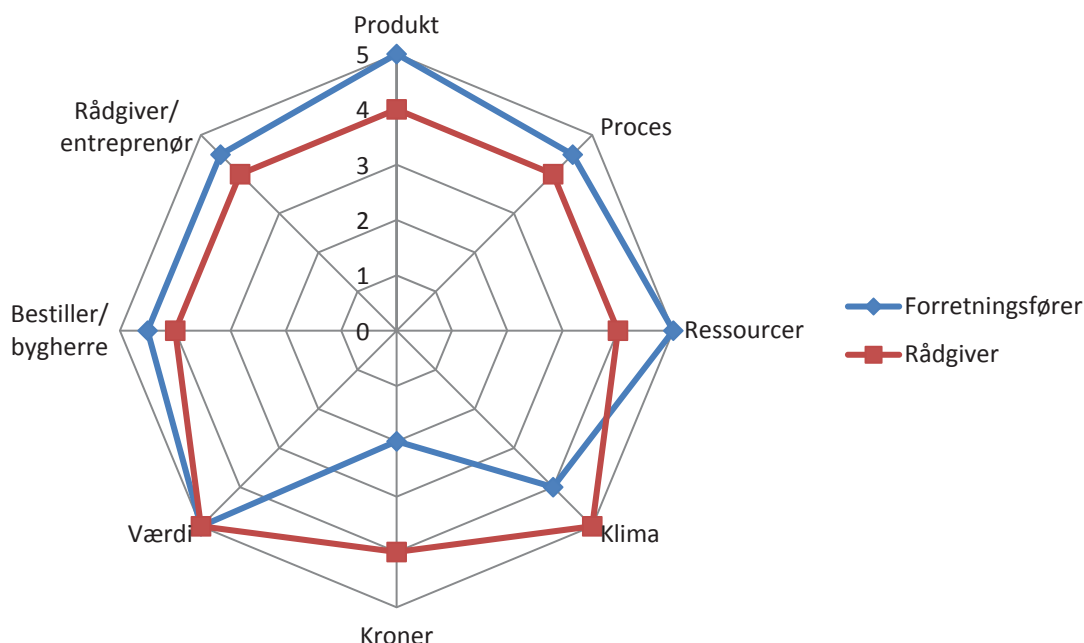 Produkt
5
4
3
2
1
0
Proces
Ressourcer
Klima
Kroner
Værdi
Bestiller/
bygherre
Rådgiver/
entreprenør
Forretningsfører
Rådgiver